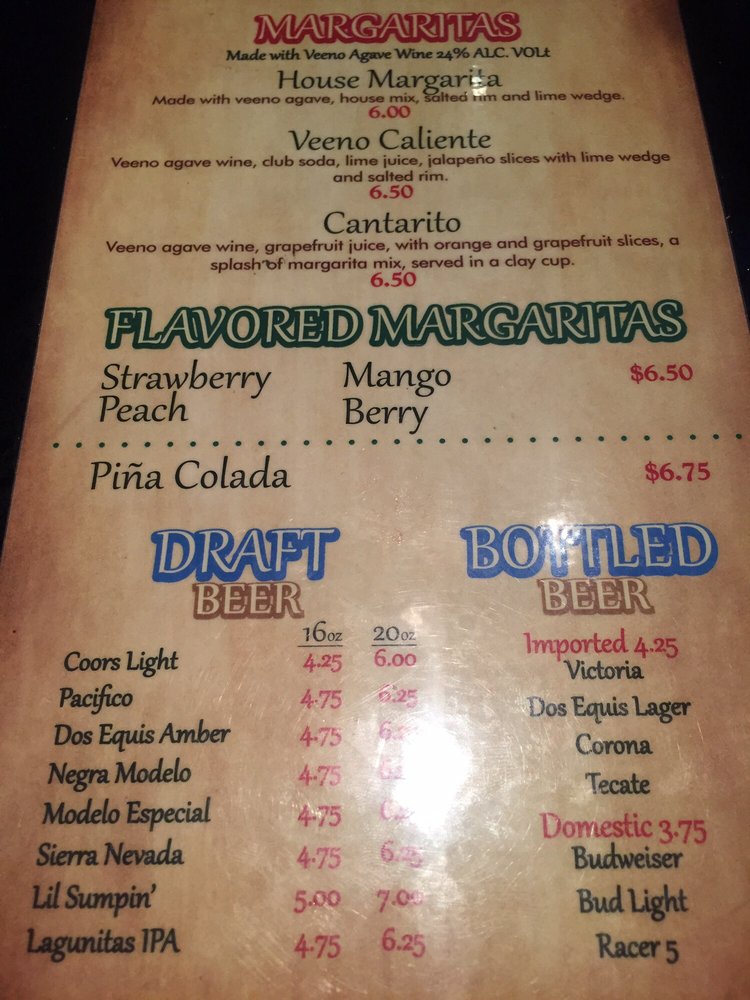 MARGARITAS
Made with Veeno Agave Wine 24% ALC. VOLt
House Margarita
Made with veeno agave, house mix, salted rim and lime wedge.
6.00
Veeno Caliente
Veeno agave wine, club soda, lime juice, jalapeño slices with lime wedge
and salted rim.
6.50
Cantarito
Veeno agave wine, grapefruit juice, with orange and grapefruit slices, a
splash of margarita mix, served in a clay cup.
6.50
FLAVORED MARGARITAS
Strawberry Mango $6.50
Peach Berry
Piña Colada $6.75
DRAFT
BEER
16oz 20oz
Coors Light 4.25 6.00
Pacifico 4.75 6.25
Dos Equis Amber 4.75
Negra Modelo 4.75
Modelo Especial 4.75
Sierra Nevada 4.75 6.25
Lil Sumpin' 5.00 7.00
Lagunitas IPA 4.75 6.25
BOTTLED
BEER
Imported 4.25
Victoria
Dos Equis Lager
Corona
Tecate
Domestic 3.75
Budweiser
Bud Light
Racer 5